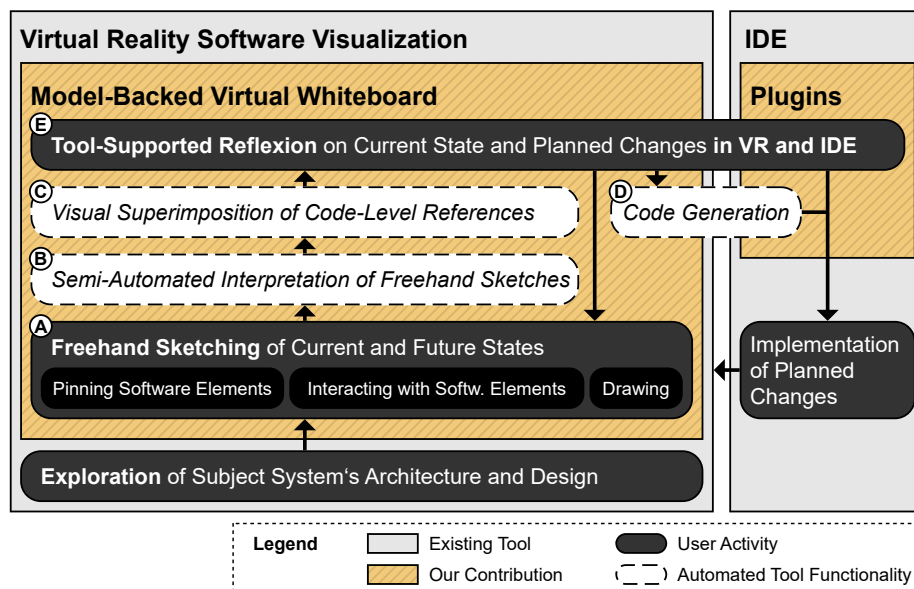 Virtual Reality Software Visualization
IDE
Model-Backed Virtual Whiteboard
Plugins
E
Tool-Supported Reflexion on Current State and Planned Changes in VR and IDE
C
Visual Superimposition of Code-Level References
D
Code Generation
B
Semi-Automated Interpretation of Freehand Sketches
A
Freehand Sketching of Current and Future States
Pinning Software Elements
Interacting with Softw. Elements
Drawing
Implementation
of Planned
Changes
Exploration of Subject System‘s Architecture and Design
Legend
Existing Tool
User Activity
Our Contribution
Automated Tool Functionality